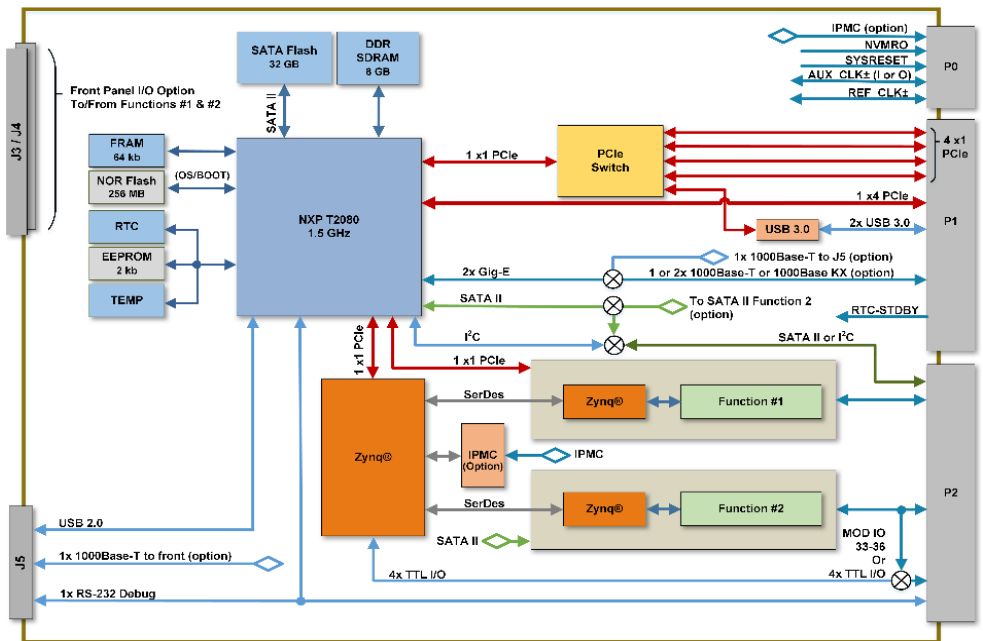 IPMC (option)
NVMRO
SYSRESET
AUX_CLK± (I or O)
REF_CLK±
P0
SATA Flash
32 GB
DDR
SDRAM
8 GB
Front Panel I/O Option
To/From Functions #1 & #2
J3 / J4
SATA II
FRAM
64 kb
(OS/BOOT)
NOR Flash
256 MB
RTC
EEPROM
2 kb
TEMP
NXP T2080
1.5 GHz
1 x1 PCIe
PCIe
Switch
4 x1
PCIe
1 x4 PCIe
P1
USB 3.0
2x USB 3.0
1x 1000Base-T to J5 (option)
2x Gig-E
1 or 2x 1000Base-T or 1000Base KX (option)
SATA II
To SATA II Function 2
(option)
RTC-STDBY
I²C
SATA II or I²C
1 x1 PCIe
1 x1 PCIe
SerDes
Zynq®
Function #1
Zynq®
IPMC
(Option)
IPMC
SerDes
Zynq®
Function #2
P2
SATA II
MOD IO
33-36
Or
4x TTL I/O
4x TTL I/O
USB 2.0
1x 1000Base-T to front (option)
J5
1x RS-232 Debug